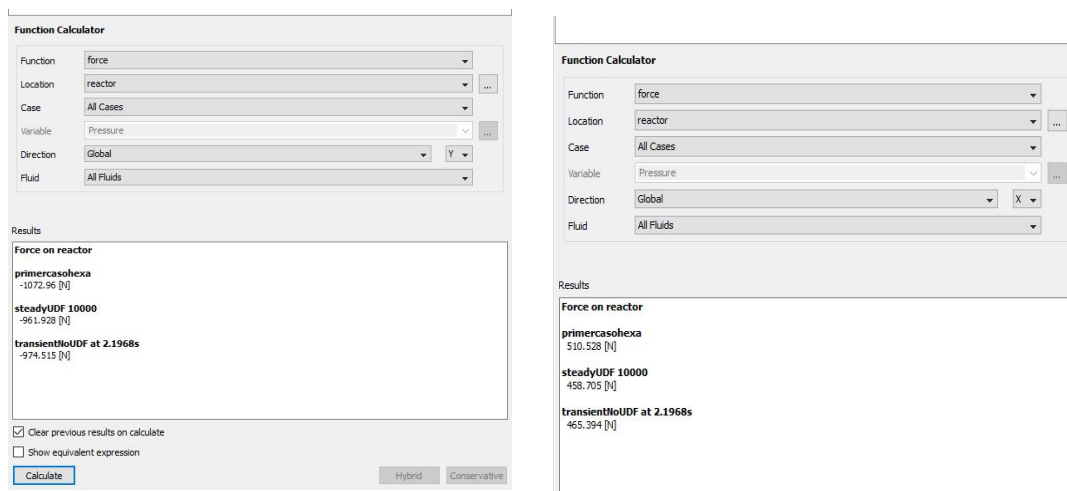 Function Calculator
Function force
Location reactor ...
Case All Cases
Variable Pressure ...
Direction Global Y
Fluid All Fluids
Results
Force on reactor
primercasohexa
-1072.96 [N]
steadyUDF 10000
-961.928 [N]
transientNoUDF at 2.1968s
-974.515 [N]
Clear previous results on calculate
Show equivalent expression
Calculate Hybrid Conservative
Function Calculator
Function force
Location reactor ...
Case All Cases
Variable Pressure ...
Direction Global X
Fluid All Fluids
Results
Force on reactor
primercasohexa
510.528 [N]
steadyUDF 10000
458.705 [N]
transientNoUDF at 2.1968s
465.394 [N]